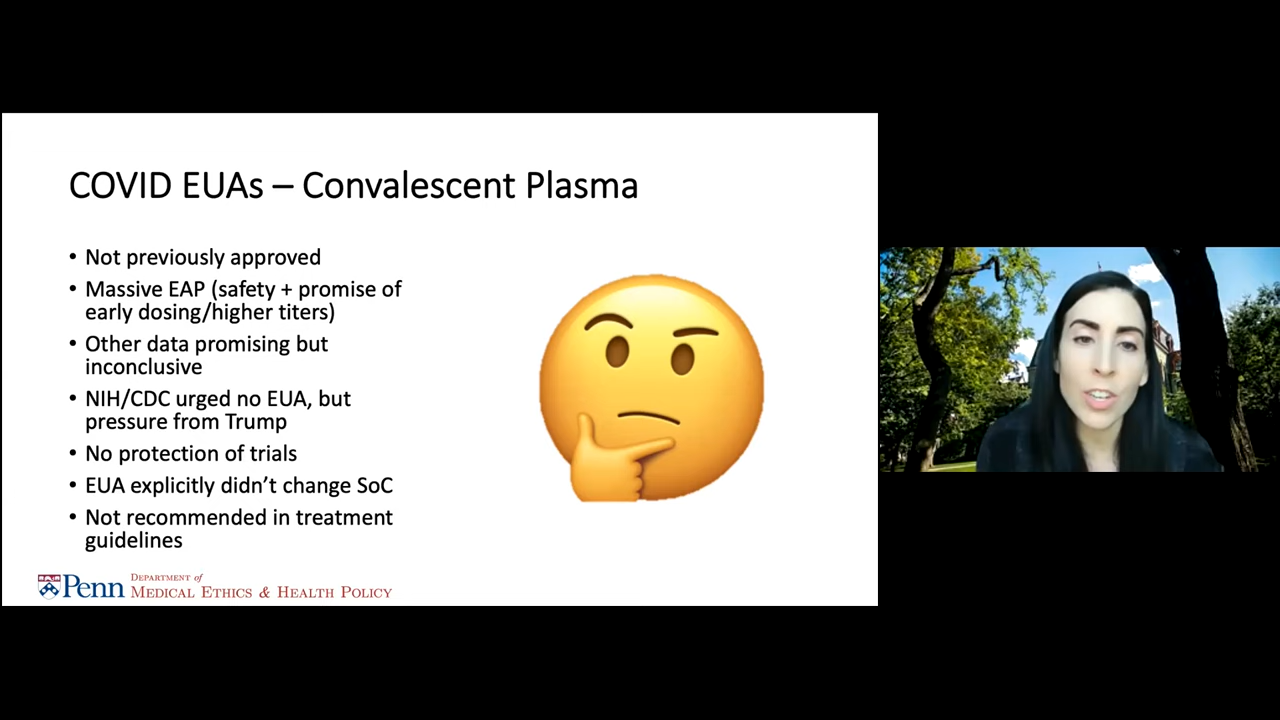 COVID EUAs – Convalescent Plasma
• Not previously approved
• Massive EAP (safety + promise of
early dosing/higher titers)
• Other data promising but
inconclusive
• NIH/CDC urged no EUA, but
pressure from Trump
• No protection of trials
• EUA explicitly didn’t change SoC
• Not recommended in treatment
guidelines
Penn
Department of
Medical Ethics & Health Policy